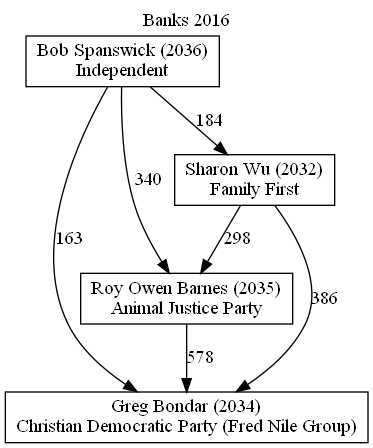 Banks 2016
Bob Spanswick (2036)
Independent
184
Sharon Wu (2032)
Family First
340
163
298
Roy Owen Barnes (2035)
Animal Justice Party
386
578
Greg Bondar (2034)
Christian Democratic Party (Fred Nile Group)